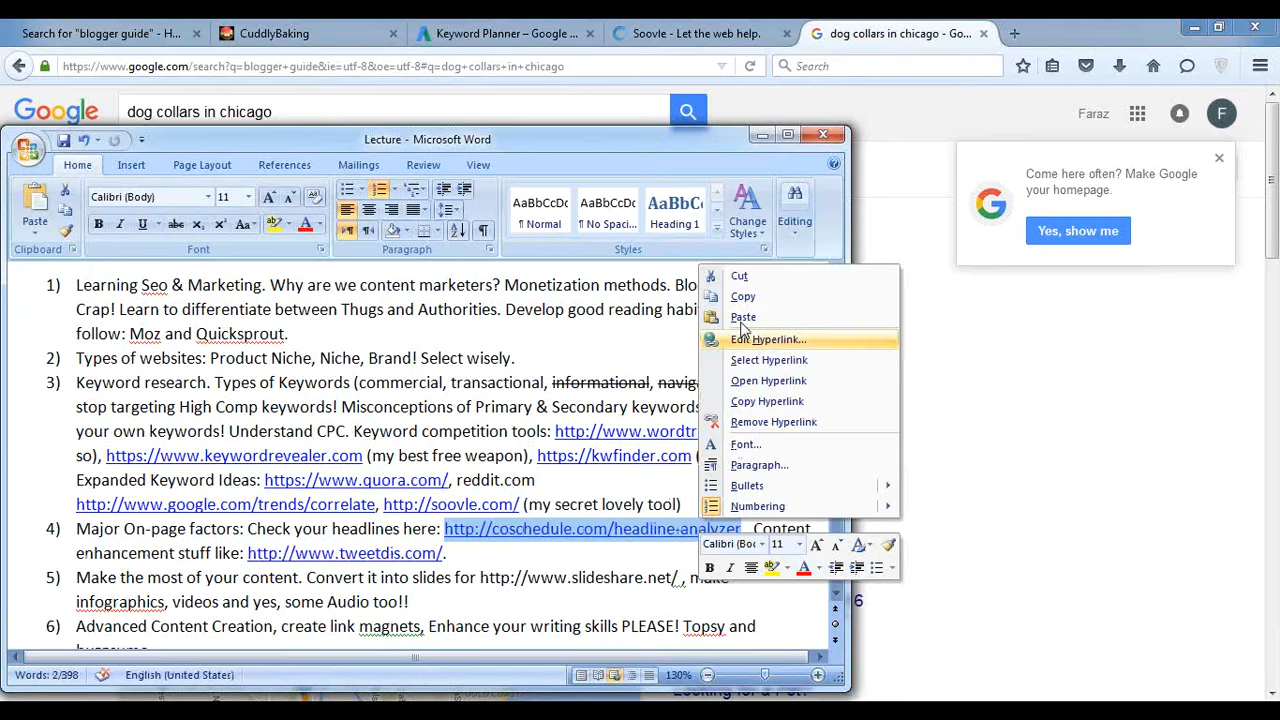 Search for "blogger guide" - H...
CuddlyBaking
Keyword Planner – Google ...
Soovle - Let the web help.
dog collars in chicago - Go...
https://www.google.com/search?q=blogger guide&ie=utf-8&oe=utf-8#q=dog+collars+in+chicago
Search
Google
dog collars in chicago
Faraz
F
Come here often? Make Google
your homepage.
Yes, show me
Lecture - Microsoft Word
Home
Insert
Page Layout
References
Mailings
Review
View
Paste
Calibri (Body)
11
AaBbCcDc
AaBbCcDc
AaBbCc
¶ Normal
¶ No Spaci...
Heading 1
Change
Styles
Editing
Clipboard
Font
Paragraph
Styles
1) Learning Seo & Marketing. Why are we content marketers? Monetization methods. Blo
Crap! Learn to differentiate between Thugs and Authorities. Develop good reading habi
follow: Moz and Quicksprout.
2) Types of websites: Product Niche, Niche, Brand! Select wisely.
3) Keyword research. Types of Keywords (commercial, transactional, informational, navig
stop targeting High Comp keywords! Misconceptions of Primary & Secondary keywords
your own keywords! Understand CPC. Keyword competition tools: http://www.wordtr
so), https://www.keywordrevealer.com (my best free weapon), https://kwfinder.com (
Expanded Keyword Ideas: https://www.quora.com/, reddit.com
http://www.google.com/trends/correlate, http://soovle.com/ (my secret lovely tool)
4) Major On-page factors: Check your headlines here: http://coschedule.com/headline-analyzer. Content
enhancement stuff like: http://www.tweetdis.com/.
5) Make the most of your content. Convert it into slides for http://www.slideshare.net/ , make
infographics, videos and yes, some Audio too!!
6) Advanced Content Creation, create link magnets, Enhance your writing skills PLEASE! Topsy and
Cut
Copy
Paste
Edit Hyperlink...
Select Hyperlink
Open Hyperlink
Copy Hyperlink
Remove Hyperlink
Font...
Paragraph...
Bullets
Numbering
Calibri (Boc
11
6
Words: 2/398
English (United States)
130%